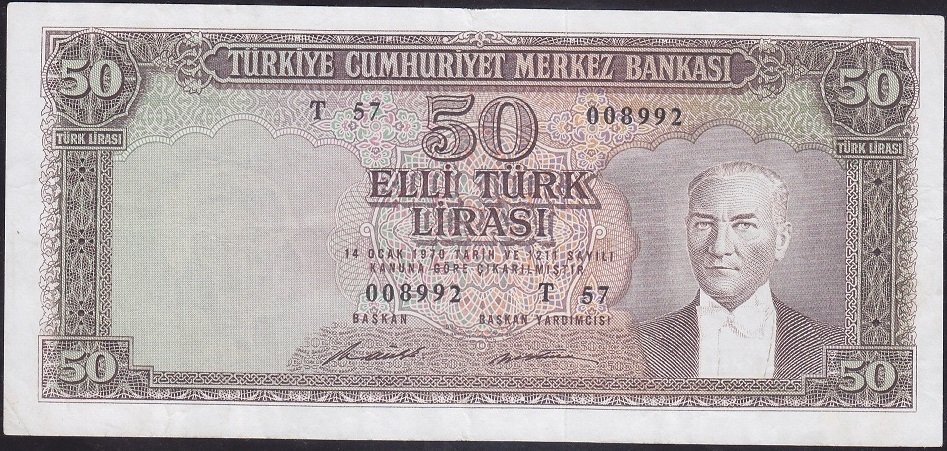 50 TÜRKİYE CUMHURİYET MERKEZ BANKASI 50
T 57 50 008992
TÜRK LİRASI TÜRK LİRASI
ELLİ TÜRK
LİRASI
14 OCAK 1970 TARİH VE 1211 SAYILI
KANUNA GÖRE ÇIKARILMIŞTIR
008992 T 57
BAŞKAN BAŞKAN YARDIMCISI
50 50